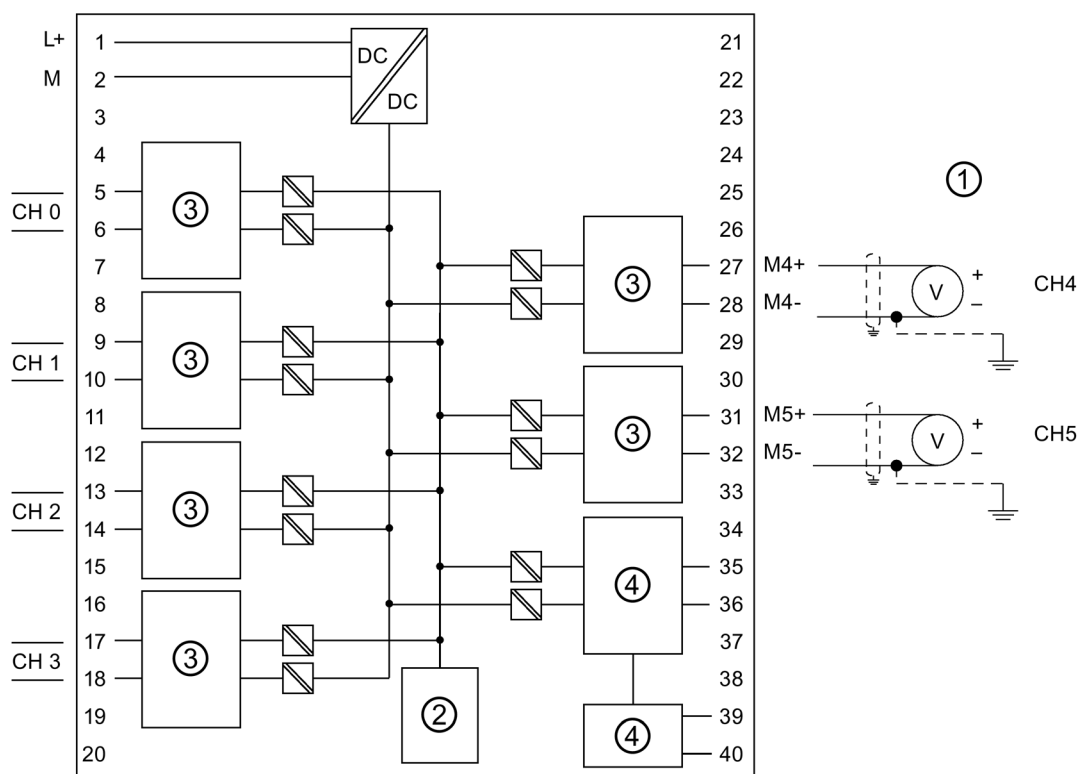 L+ 1 DC 21
M 2 DC 22
3 23
4 24
CH 0 5 ③ 25 ①
6 26
7 27 M4+ + CH4
③ V
8 28 M4- –
CH 1 9 ③ 29
10 30
11 31 M5+ + CH5
③ V
12 32 M5- –
CH 2 13 ③ 33
14 34
15 35
④
16 36
CH 3 17 ③ 37
18 38
19 ② 39
④
20 40